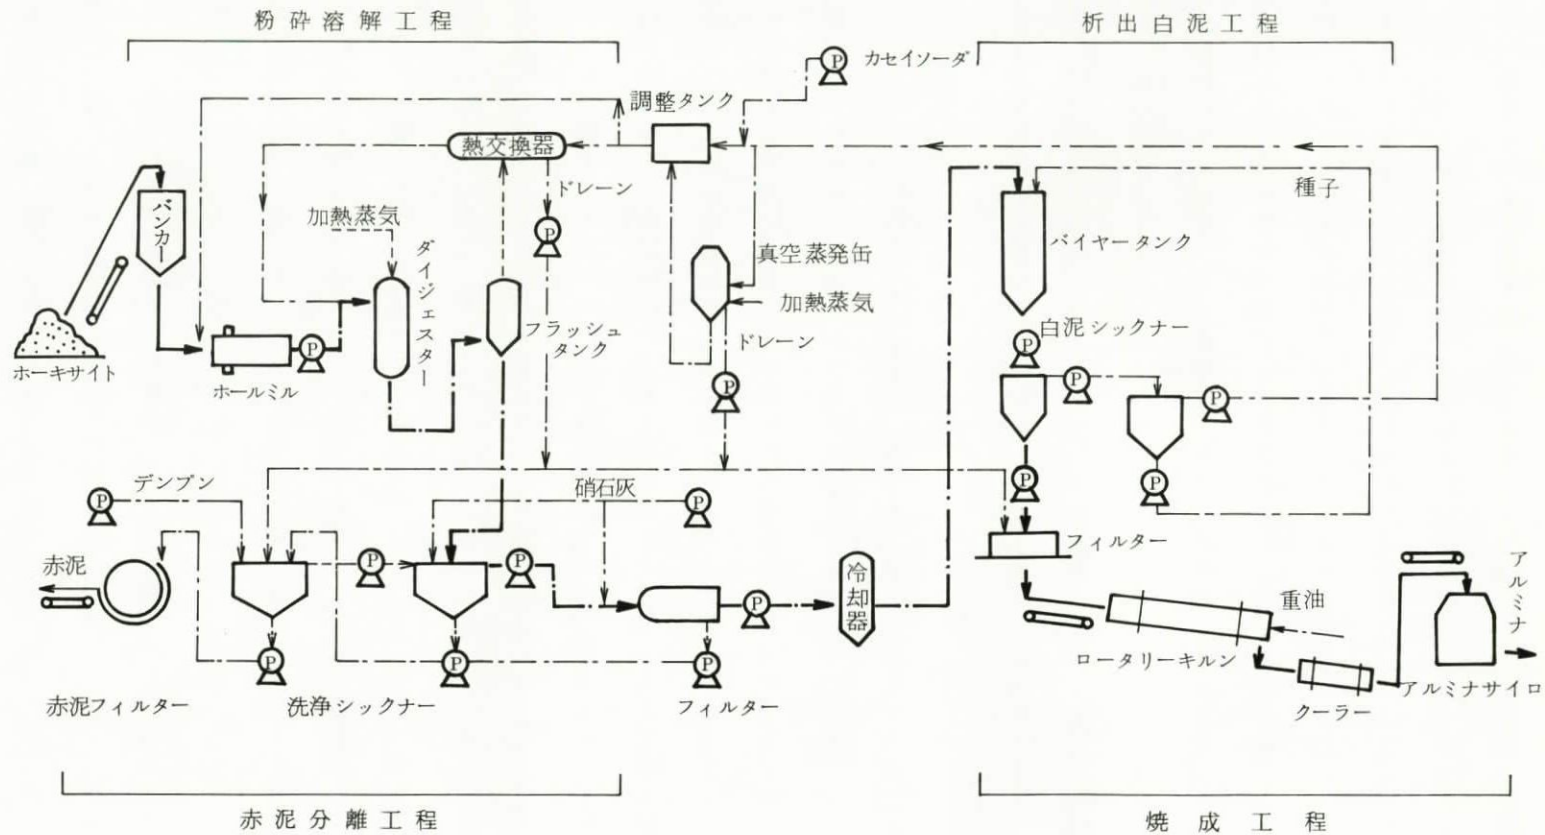 粉砕溶解工程
析出白泥工程
カセイソーダ
調整タンク
熱交換器
ドレーン
種子
バンカー
加熱蒸気
ダイジェスター
真空蒸発缶
バイヤータンク
加熱蒸気
フラッシュ
タンク
ドレーン
白泥シックナー
ホーキサイト
ホールミル
P
P
P
P
P
P
P
デンプン
硝石灰
P
P
P
P
フィルター
赤泥
P
P
冷却器
アルミナ
P
重油
P
P
P
ロータリーキルン
アルミナサイロ
赤泥フィルター
洗浄シックナー
フィルター
クーラー
赤泥分離工程
焼成工程